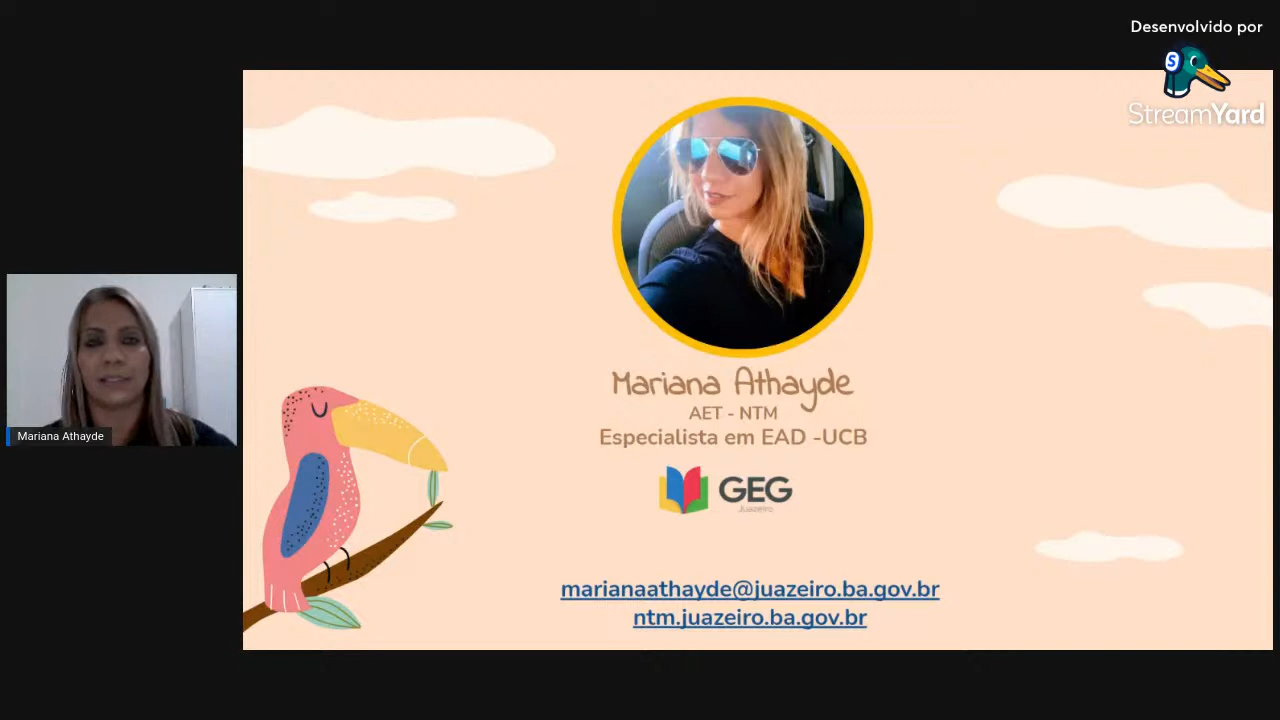 Desenvolvido por
S
StreamYard
Mariana Athayde
AET - NTM
Especialista em EAD -UCB
GEG
Juazeiro
Mariana Athayde
marianaathayde@juazeiro.ba.gov.br
ntm.juazeiro.ba.gov.br